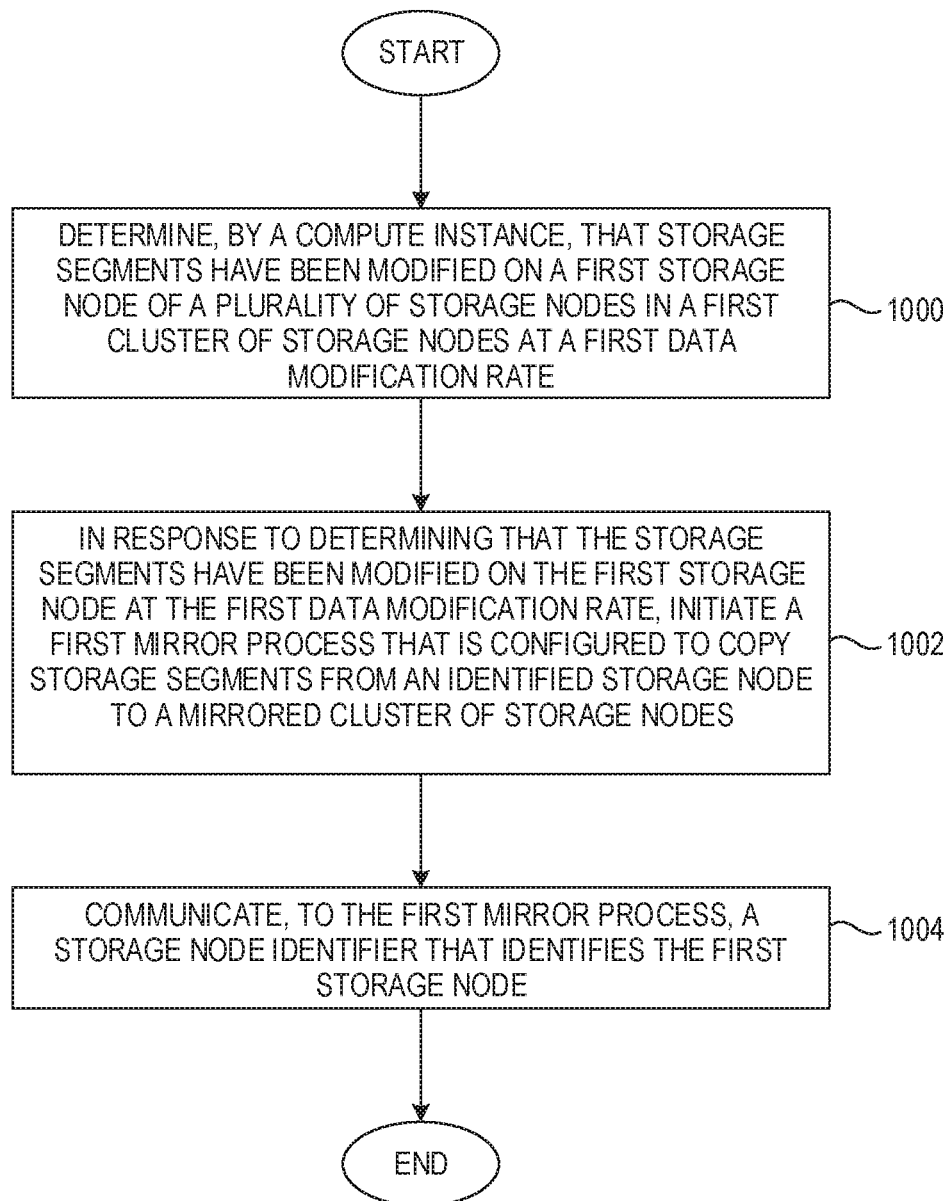 START
DETERMINE, BY A COMPUTE INSTANCE, THAT STORAGE
SEGMENTS HAVE BEEN MODIFIED ON A FIRST STORAGE
NODE OF A PLURALITY OF STORAGE NODES IN A FIRST
CLUSTER OF STORAGE NODES AT A FIRST DATA
MODIFICATION RATE
1000
IN RESPONSE TO DETERMINING THAT THE STORAGE
SEGMENTS HAVE BEEN MODIFIED ON THE FIRST STORAGE
NODE AT THE FIRST DATA MODIFICATION RATE, INITIATE A
FIRST MIRROR PROCESS THAT IS CONFIGURED TO COPY
STORAGE SEGMENTS FROM AN IDENTIFIED STORAGE NODE
TO A MIRRORED CLUSTER OF STORAGE NODES
1002
COMMUNICATE, TO THE FIRST MIRROR PROCESS, A
STORAGE NODE IDENTIFIER THAT IDENTIFIES THE FIRST
STORAGE NODE
1004
END